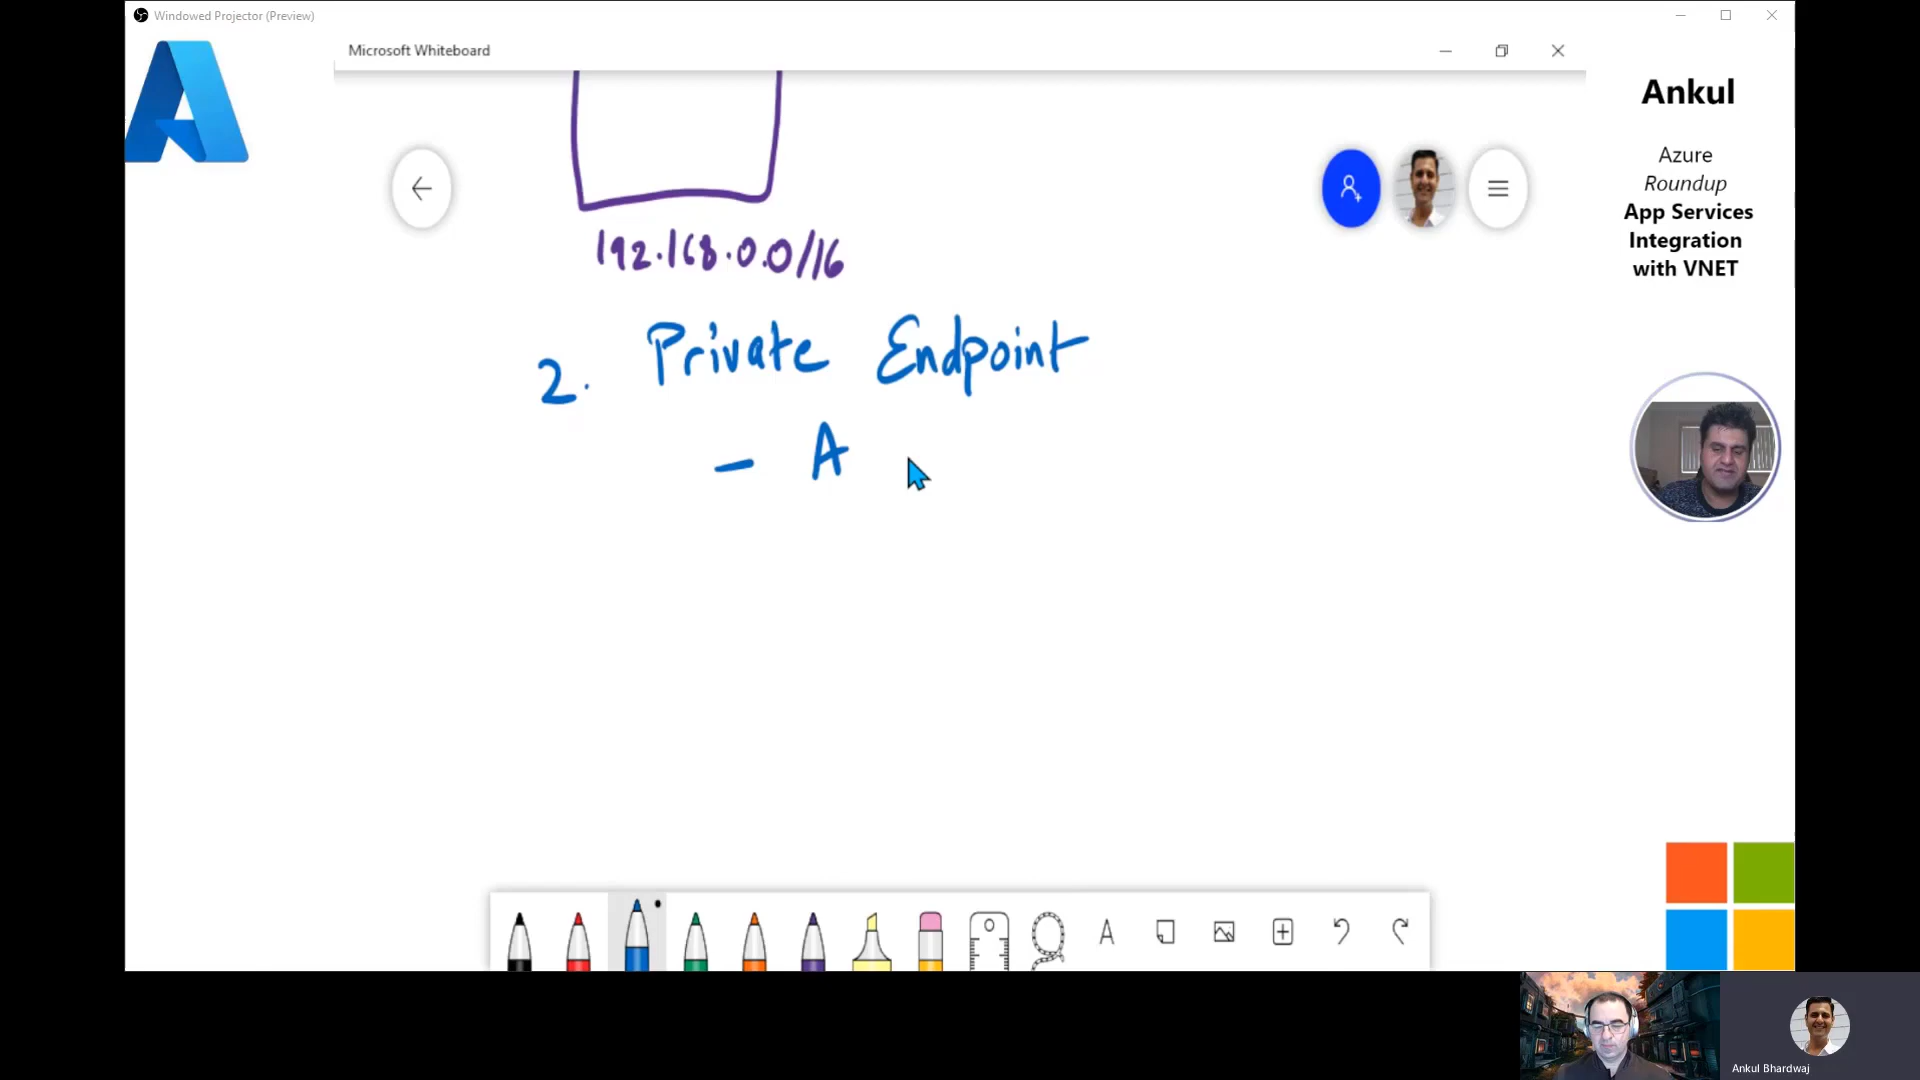 Windowed Projector (Preview)
Microsoft Whiteboard
Ankul
Azure
Roundup
App Services
Integration
with VNET
192.168.0.0/16
2. Private Endpoint
- A
Ankul Bhardwaj